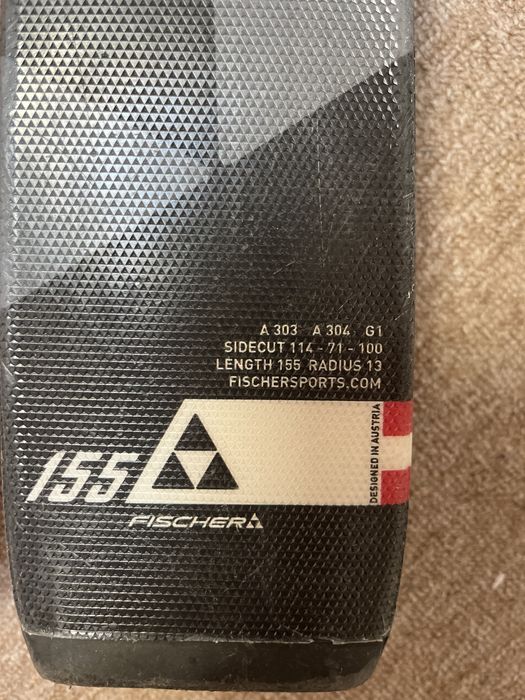 A 303 A 304 G1
SIDECUT 114 - 71 - 100
LENGTH 155 RADIUS 13
FISCHERSPORTS.COM
DESIGNED IN AUSTRIA
155
FISCHER